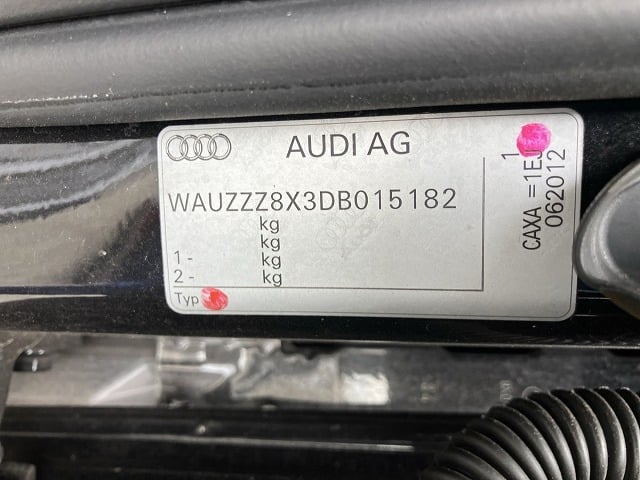 AUDI AG
WAUZZZ8X3DB015182
kg
kg
1 - kg
2 - kg
Typ
1
CAXA =1EJ
062012